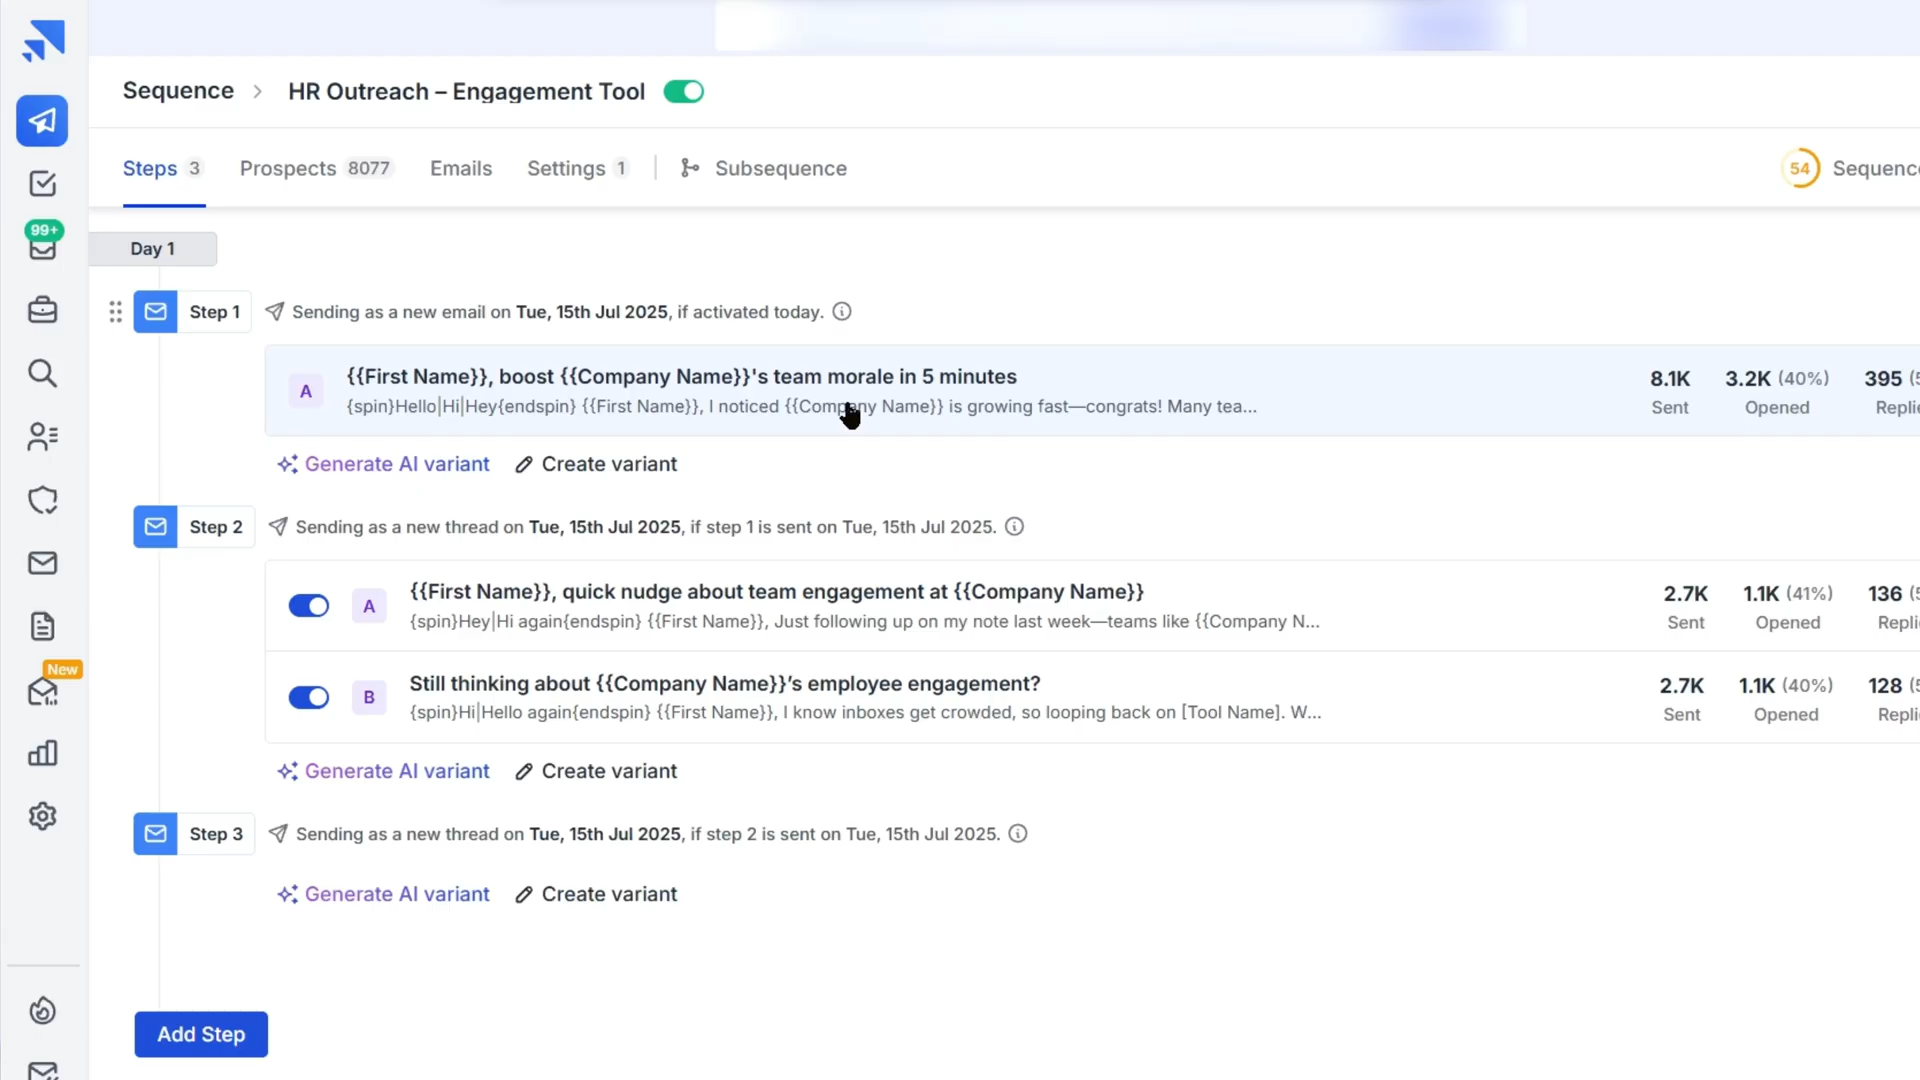 Sequence > HR Outreach – Engagement Tool
Steps 3 Prospects 8077 Emails Settings 1 Subsequence 54 Sequenc
99+
Day 1
Step 1 Sending as a new email on Tue, 15th Jul 2025, if activated today.
A {{First Name}}, boost {{Company Name}}'s team morale in 5 minutes 8.1K 3.2K (40%) 395 (5
{spin}Hello|Hi|Hey{endspin} {{First Name}}, I noticed {{Company Name}} is growing fast—congrats! Many tea... Sent Opened Replie
Generate AI variant Create variant
Step 2 Sending as a new thread on Tue, 15th Jul 2025, if step 1 is sent on Tue, 15th Jul 2025.
A {{First Name}}, quick nudge about team engagement at {{Company Name}} 2.7K 1.1K (41%) 136 (5
{spin}Hey|Hi again{endspin} {{First Name}}, Just following up on my note last week—teams like {{Company N... Sent Opened Replie
New
B Still thinking about {{Company Name}}’s employee engagement? 2.7K 1.1K (40%) 128 (5
{spin}Hi|Hello again{endspin} {{First Name}}, I know inboxes get crowded, so looping back on [Tool Name]. W... Sent Opened Replie
Generate AI variant Create variant
Step 3 Sending as a new thread on Tue, 15th Jul 2025, if step 2 is sent on Tue, 15th Jul 2025.
Generate AI variant Create variant
Add Step